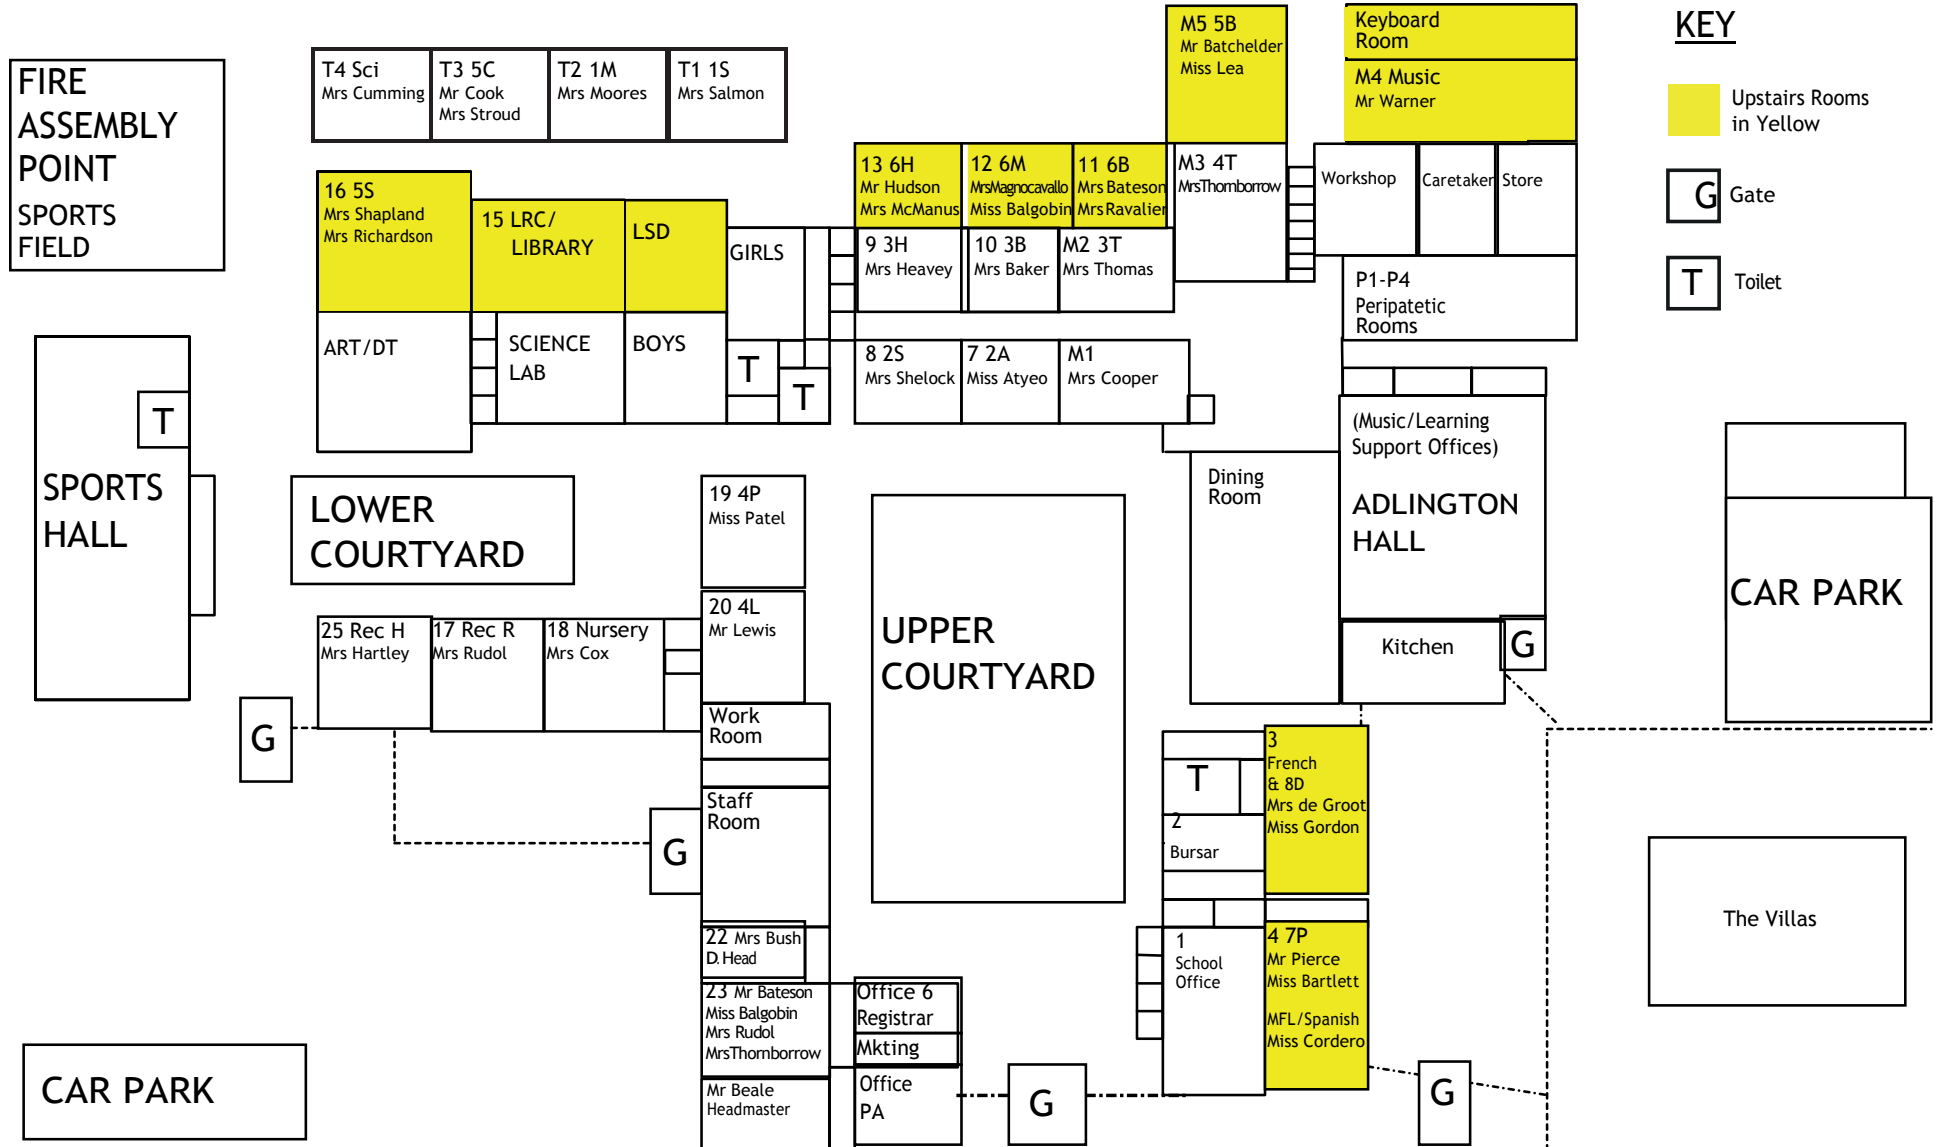 FIRE
ASSEMBLY
POINT
SPORTS
FIELD
T4 Sci
Mrs Cumming
T3 5C
Mr Cook
Mrs Stroud
T2 1M
Mrs Moores
T1 1S
Mrs Salmon
M5 5B
Mr Batchelder
Miss Lea
Keyboard
Room
M4 Music
Mr Warner
KEY
Upstairs Rooms
in Yellow
G
Gate
T
Toilet
16 5S
Mrs Shapland
Mrs Richardson
15 LRC/
LIBRARY
LSD
GIRLS
13 6H
Mr Hudson
Mrs McManus
12 6M
MrsMagnocavallo
Miss Balgobin
11 6B
Mrs Bateson
Mrs Ravalier
M3 4T
MrsThornborrow
Workshop
Caretaker
Store
9 3H
Mrs Heavey
10 3B
Mrs Baker
M2 3T
Mrs Thomas
P1-P4
Peripatetic
Rooms
ART/DT
SCIENCE
LAB
BOYS
T
T
8 2S
Mrs Shelock
7 2A
Miss Atyeo
M1
Mrs Cooper
T
SPORTS
HALL
LOWER
COURTYARD
19 4P
Miss Patel
20 4L
Mr Lewis
UPPER
COURTYARD
Dining
Room
(Music/Learning
Support Offices)
ADLINGTON
HALL
Kitchen
G
CAR PARK
25 Rec H
Mrs Hartley
17 Rec R
Mrs Rudol
18 Nursery
Mrs Cox
G
Work
Room
Staff
Room
G
T
2
Bursar
3
French
& 8D
Mrs de Groot
Miss Gordon
The Villas
22 Mrs Bush
D. Head
23 Mr Bateson
Miss Balgobin
Mrs Rudol
MrsThornborrow
Mr Beale
Headmaster
Office 6
Registrar
Mkting
Office
PA
G
1
School
Office
4 7P
Mr Pierce
Miss Bartlett
MFL/Spanish
Miss Cordero
G
CAR PARK